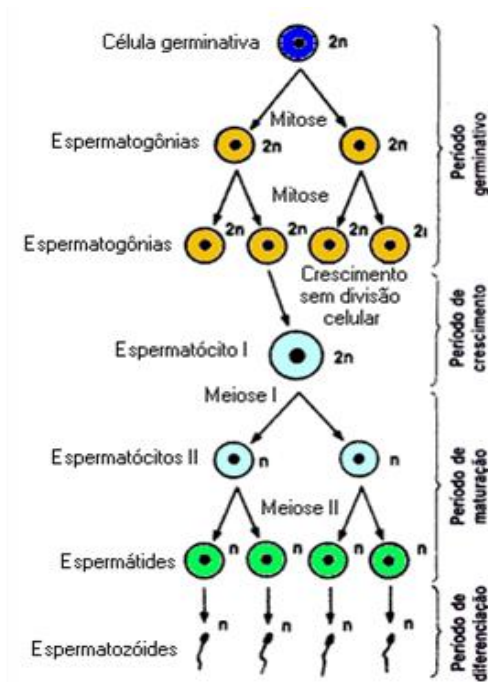 Célula germinativa
2n
Mitose
Espermatogônias
2n
2n
Mitose
Espermatogônias
2n
2n
2n
2i
Crescimento
sem divisão
celular
Espermatócito I
2n
Meiose I
Espermatócitos II
n
n
Meiose II
Espermátides
n
n
n
n
Espermatozóides
n
n
n
n
Período
germinativo
Período de
crescimento
Período de
maturação
Período de
diferenciação